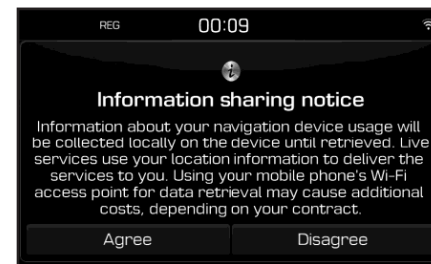 REG 00:09
i
Information sharing notice
Information about your navigation device usage will
be collected locally on the device until retrieved. Live
services use your location information to deliver the
services to you. Using your mobile phone's Wi-Fi
access point for data retrieval may cause additional
costs, depending on your contract.
Agree Disagree